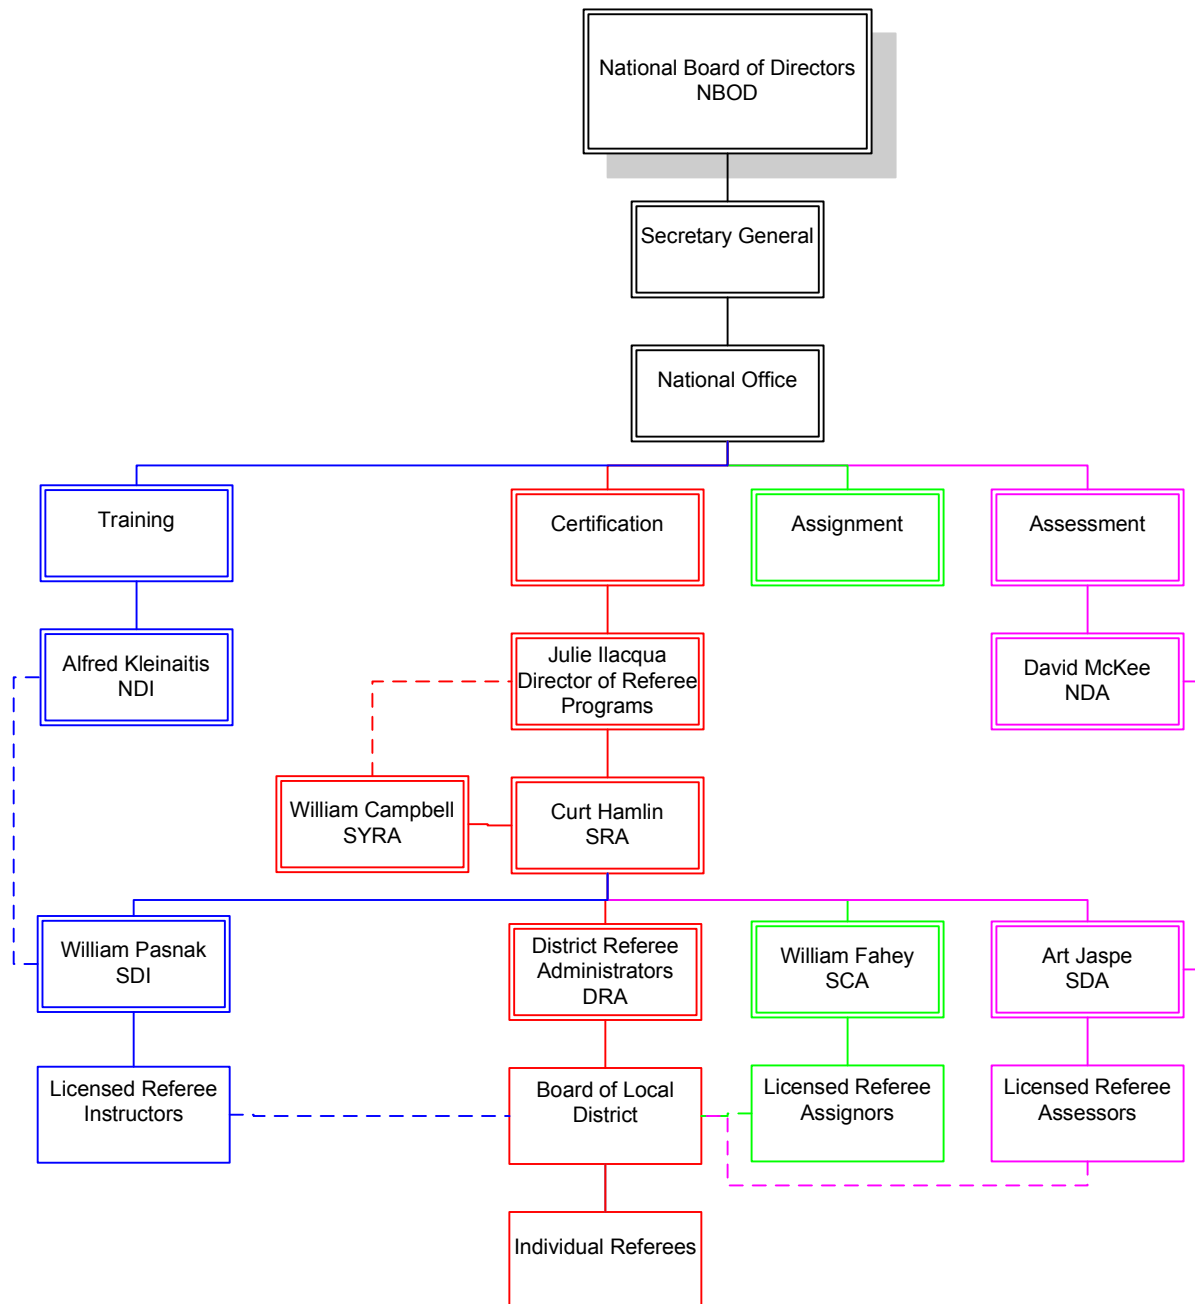 National Board of Directors
NBOD
Secretary General
National Office
Training
Certification
Assignment
Assessment
Alfred Kleinaitis
NDI
Julie Ilacqua
Director of Referee
Programs
David McKee
NDA
William Campbell
SYRA
Curt Hamlin
SRA
William Pasnak
SDI
District Referee
Administrators
DRA
William Fahey
SCA
Art Jaspe
SDA
Licensed Referee
Instructors
Board of Local
District
Licensed Referee
Assignors
Licensed Referee
Assessors
Individual Referees